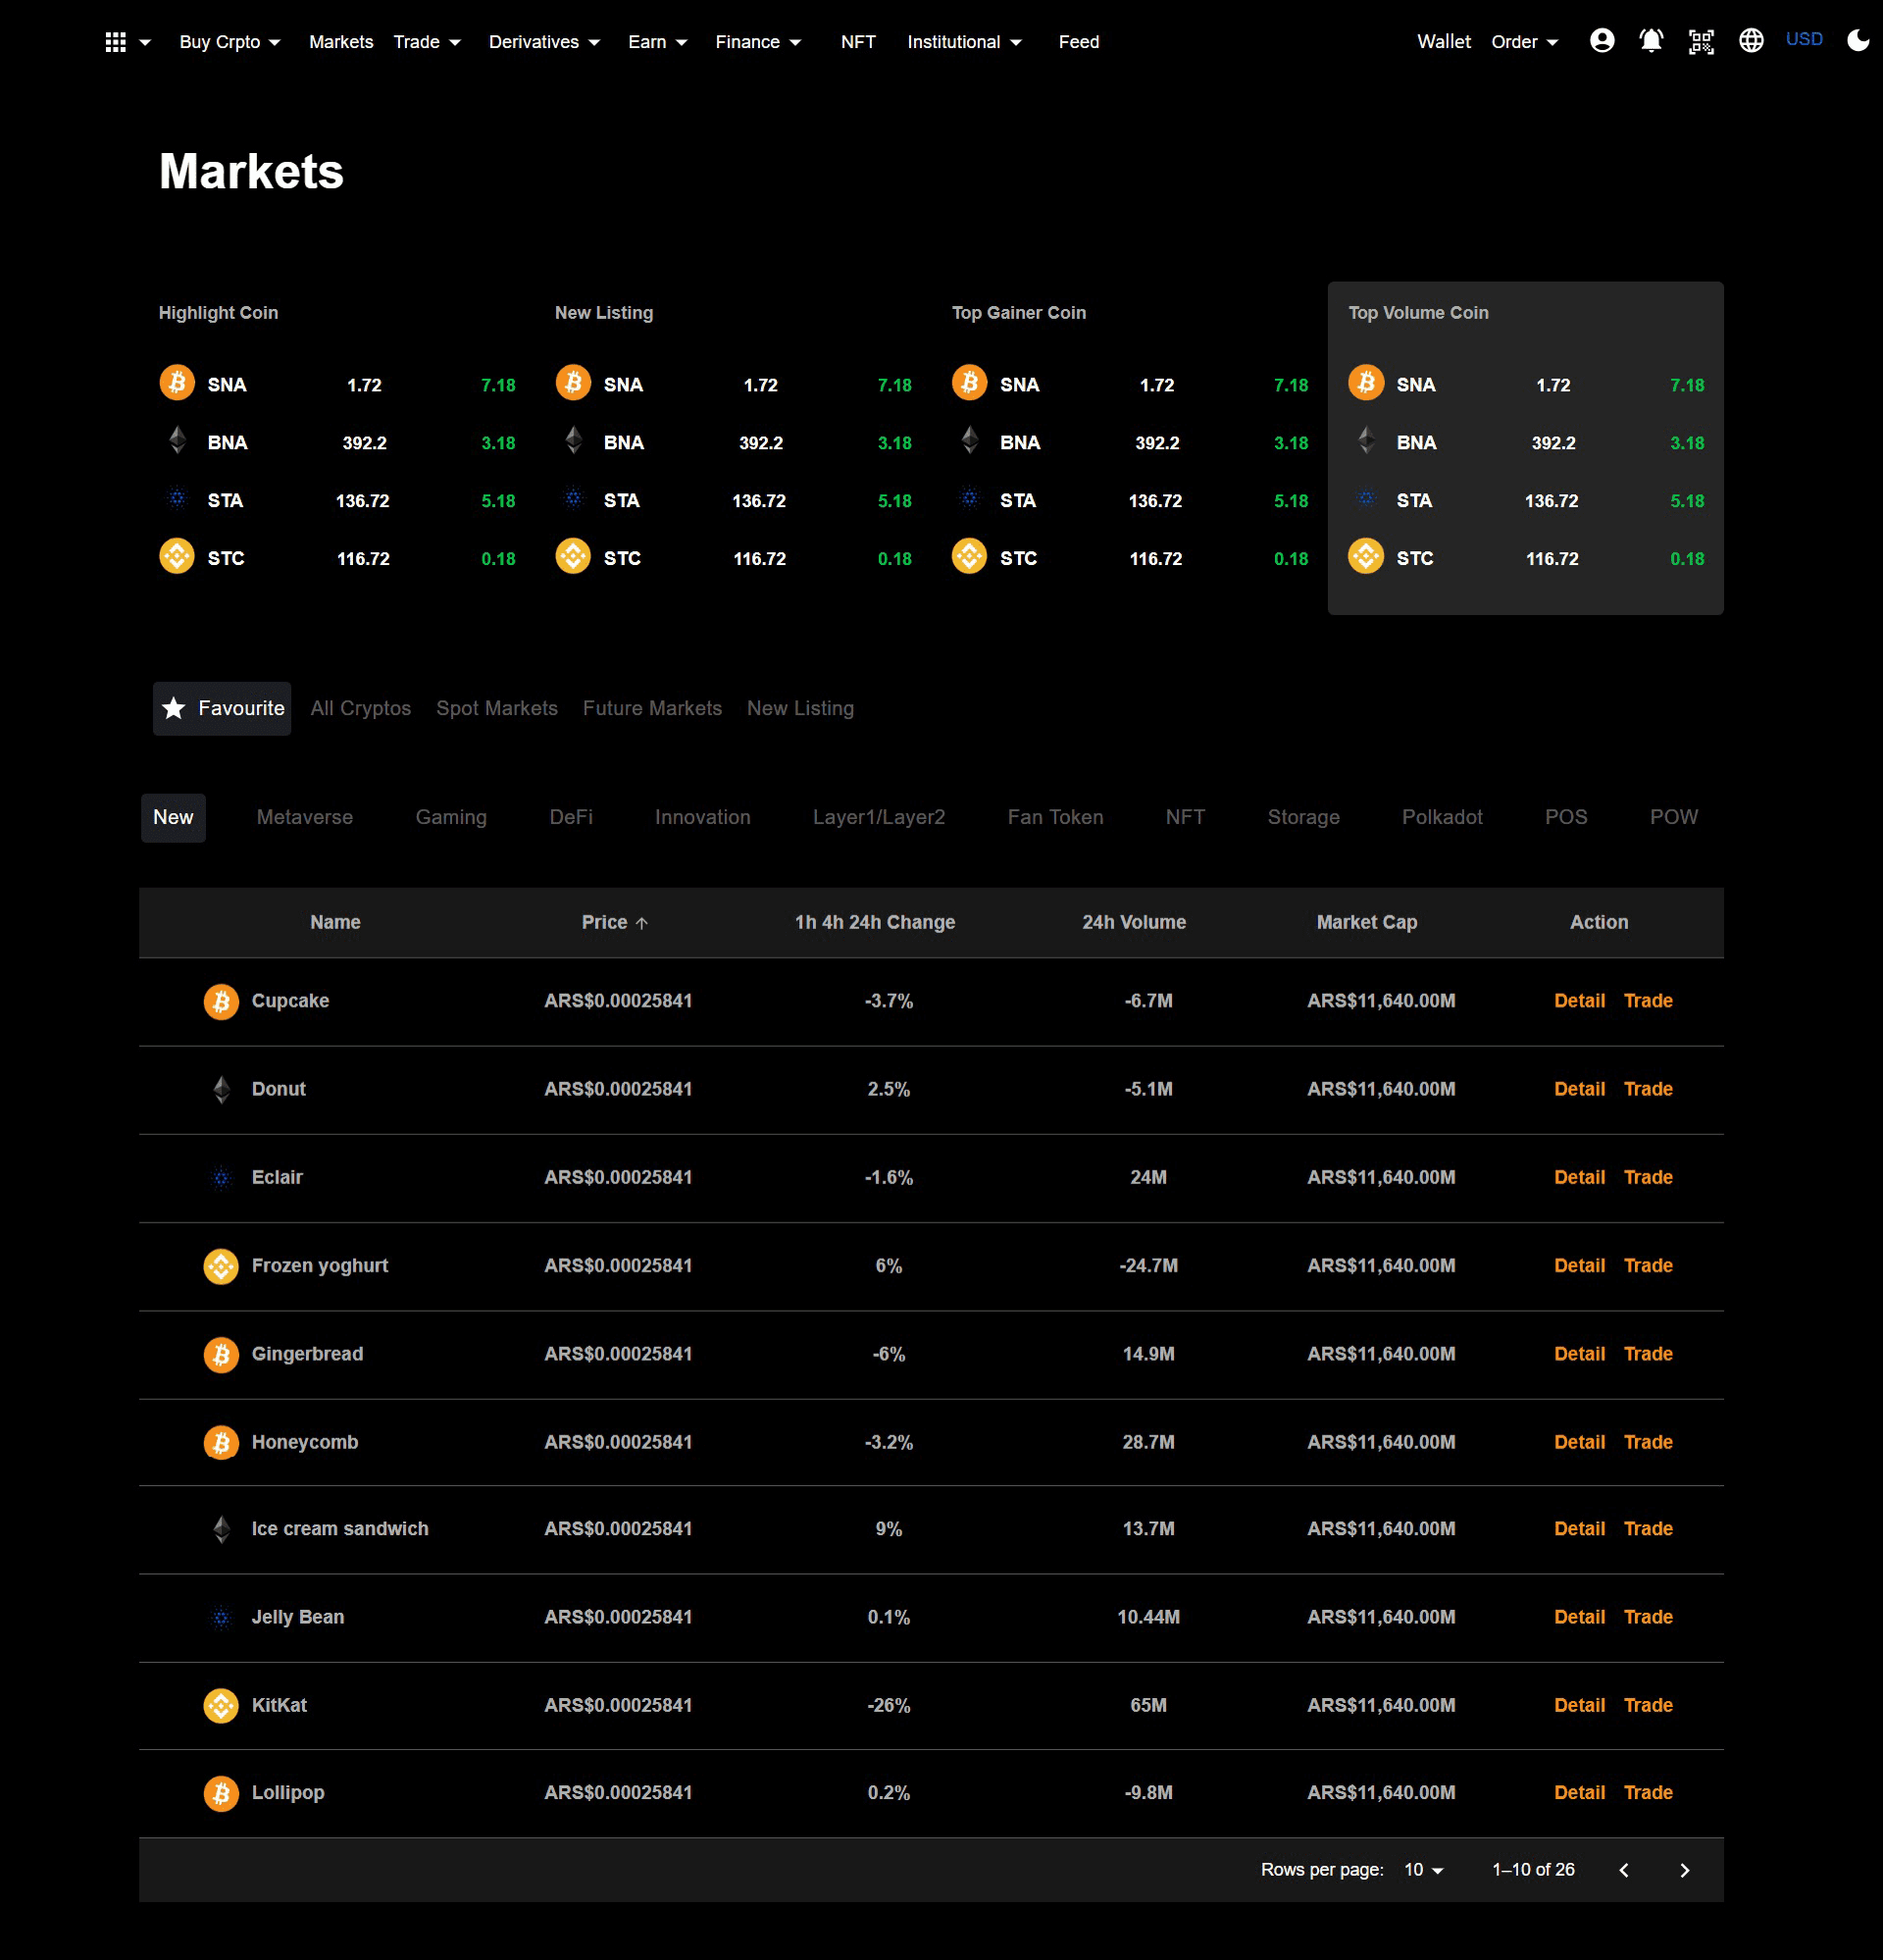 Buy Crpto Markets Trade Derivatives Earn Finance NFT Institutional Feed Wallet Order USD
Markets
Highlight Coin New Listing Top Gainer Coin Top Volume Coin
SNA 1.72 7.18 SNA 1.72 7.18 SNA 1.72 7.18 SNA 1.72 7.18
BNA 392.2 3.18 BNA 392.2 3.18 BNA 392.2 3.18 BNA 392.2 3.18
STA 136.72 5.18 STA 136.72 5.18 STA 136.72 5.18 STA 136.72 5.18
STC 116.72 0.18 STC 116.72 0.18 STC 116.72 0.18 STC 116.72 0.18
Favourite All Cryptos Spot Markets Future Markets New Listing
New Metaverse Gaming DeFi Innovation Layer1/Layer2 Fan Token NFT Storage Polkadot POS POW
Name Price ↑ 1h 4h 24h Change 24h Volume Market Cap Action
Cupcake ARS$0.00025841 -3.7% -6.7M ARS$11,640.00M Detail Trade
Donut ARS$0.00025841 2.5% -5.1M ARS$11,640.00M Detail Trade
Eclair ARS$0.00025841 -1.6% 24M ARS$11,640.00M Detail Trade
Frozen yoghurt ARS$0.00025841 6% -24.7M ARS$11,640.00M Detail Trade
Gingerbread ARS$0.00025841 -6% 14.9M ARS$11,640.00M Detail Trade
Honeycomb ARS$0.00025841 -3.2% 28.7M ARS$11,640.00M Detail Trade
Ice cream sandwich ARS$0.00025841 9% 13.7M ARS$11,640.00M Detail Trade
Jelly Bean ARS$0.00025841 0.1% 10.44M ARS$11,640.00M Detail Trade
KitKat ARS$0.00025841 -26% 65M ARS$11,640.00M Detail Trade
Lollipop ARS$0.00025841 0.2% -9.8M ARS$11,640.00M Detail Trade
Rows per page: 10 1–10 of 26